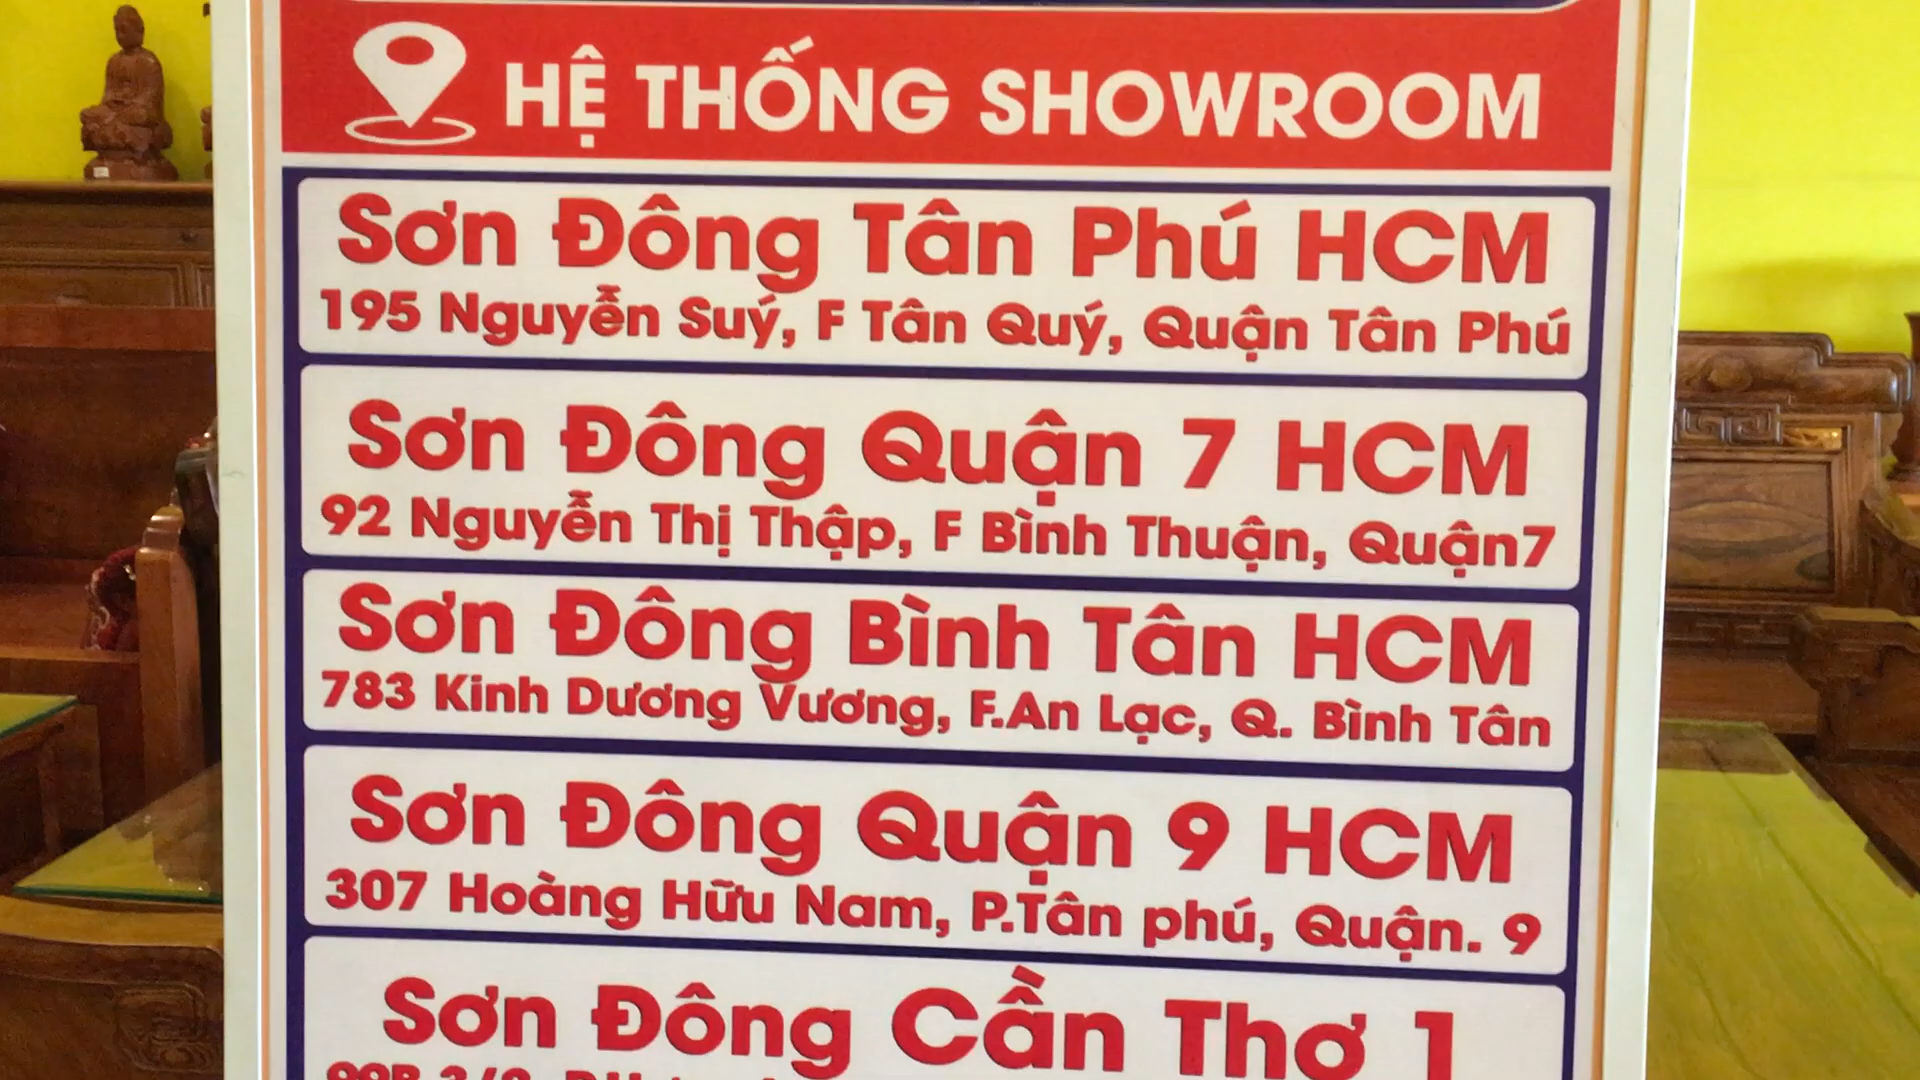 HỆ THỐNG SHOWROOM
Sơn Đông Tân Phú HCM
195 Nguyễn Suý, F Tân Quý, Quận Tân Phú
Sơn Đông Quận 7 HCM
92 Nguyễn Thị Thập, F Bình Thuận, Quận7
Sơn Đông Bình Tân HCM
783 Kinh Dương Vương, F.An Lạc, Q. Bình Tân
Sơn Đông Quận 9 HCM
307 Hoàng Hữu Nam, P.Tân phú, Quận. 9
Sơn Đông Cần Thơ 1